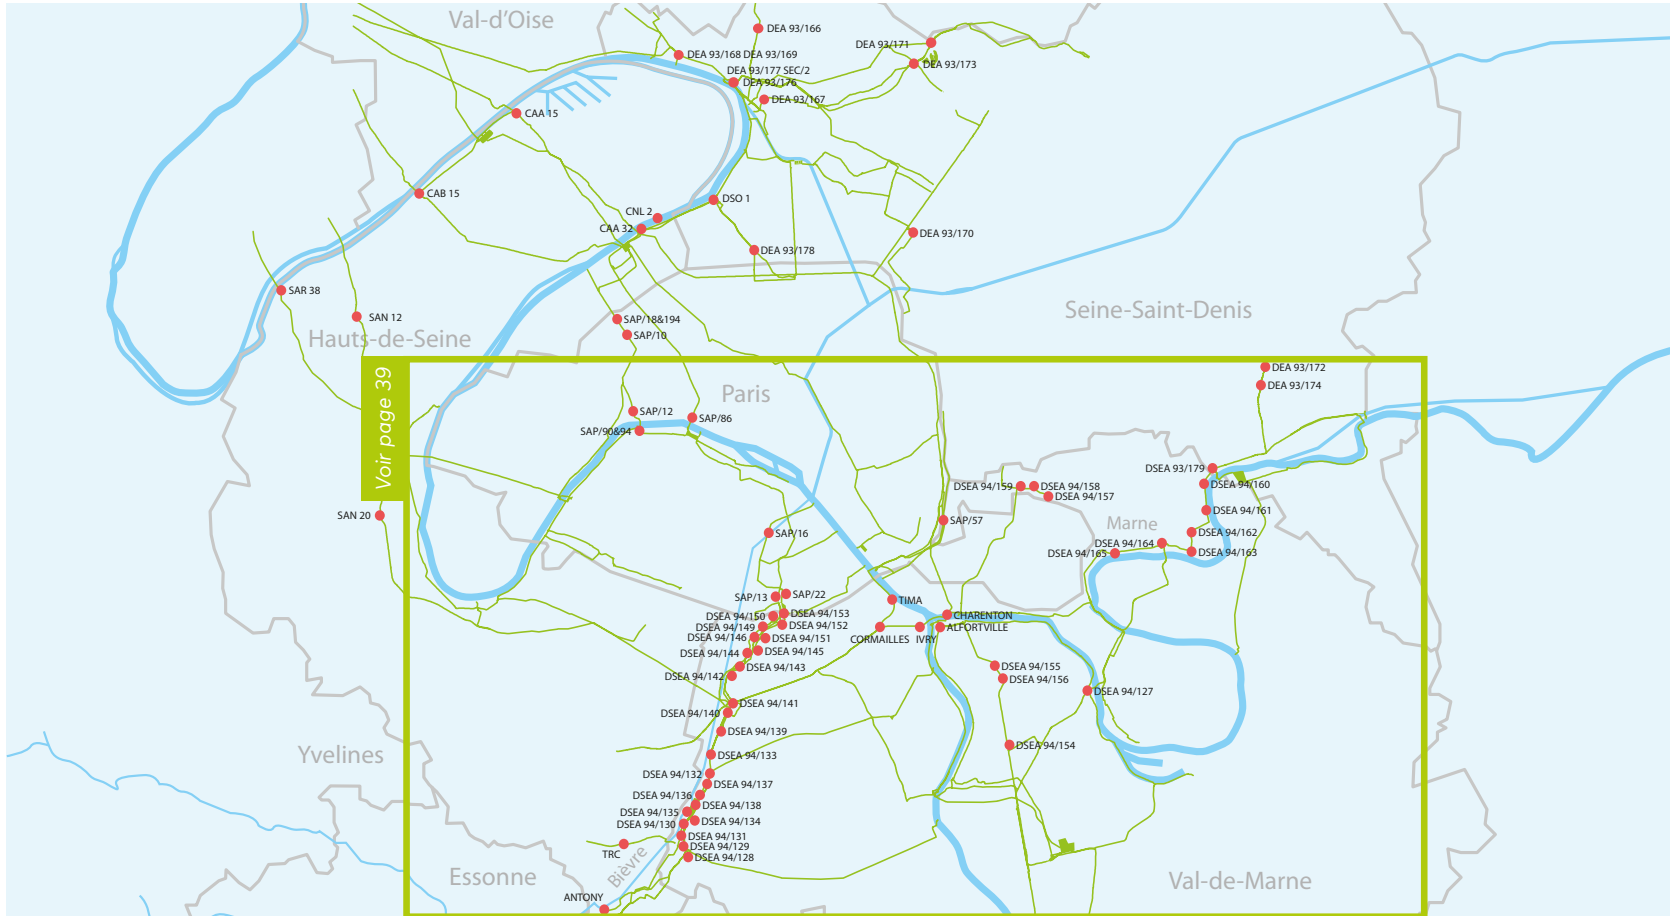 Val-d'Oise
DEA 93/166
DEA 93/171
DEA 93/168 DEA 93/169
DEA 93/173
DEA 93/177 SEC/2
DEA 93/176
DEA 93/167
CAA 15
CAB 15
DSO 1
CNL 2
CAA 32
DEA 93/170
DEA 93/178
SAR 38
SAN 12
Seine-Saint-Denis
SAP/18&194
SAP/10
Hauts-de-Seine
Voir page 39
DEA 93/172
DEA 93/174
Paris
SAP/12
SAP/86
SAP/90&94
DSEA 93/179
DSEA 94/160
DSEA 94/159
DSEA 94/158
DSEA 94/157
DSEA 94/161
SAN 20
SAP/57
Marne
SAP/16
DSEA 94/162
DSEA 94/164
DSEA 94/163
DSEA 94/165
SAP/13
SAP/22
TIMA
DSEA 94/150
DSEA 94/153
CHARENTON
DSEA 94/149
DSEA 94/152
ALFORTVILLE
DSEA 94/146
DSEA 94/151
CORMAILLES
IVRY
DSEA 94/144
DSEA 94/145
DSEA 94/143
DSEA 94/155
DSEA 94/142
DSEA 94/156
DSEA 94/127
DSEA 94/141
DSEA 94/140
DSEA 94/139
DSEA 94/154
Yvelines
DSEA 94/133
DSEA 94/132
DSEA 94/137
DSEA 94/136
DSEA 94/138
DSEA 94/135
DSEA 94/134
DSEA 94/130
DSEA 94/131
DSEA 94/129
TRC
DSEA 94/128
Bièvre
Essonne
Val-de-Marne
ANTONY